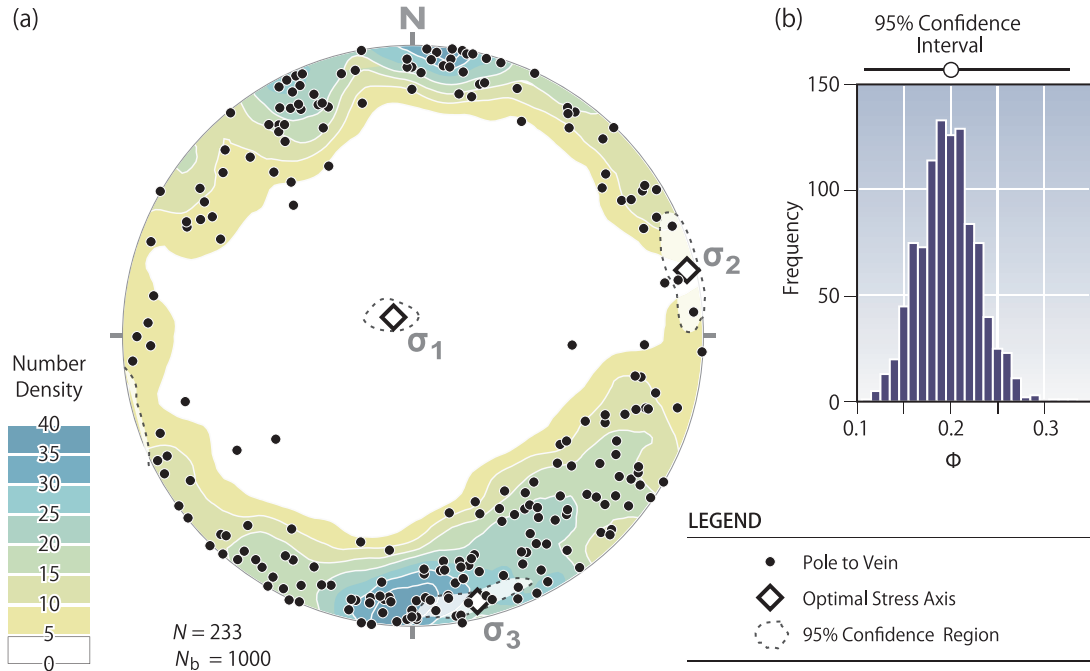 (a)
N
σ2
σ1
σ3
Number
Density
40
35
30
25
20
15
10
5
0
N = 233
Nb = 1000
(b)
95% Confidence
Interval
150
100
50
0
Frequency
0.1
0.2
0.3
Φ
LEGEND
Pole to Vein
Optimal Stress Axis
95% Confidence Region